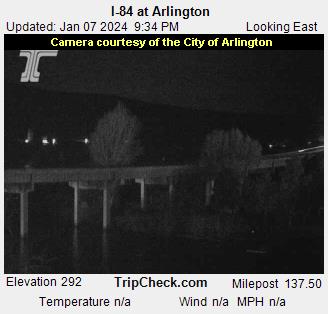 I-84 at Arlington
Updated: Jan 07 2024 9:34 PM Looking East
Camera courtesy of the City of Arlington
Elevation 292 TripCheck.com Milepost 137.50
Temperature n/a Wind n/a MPH n/a